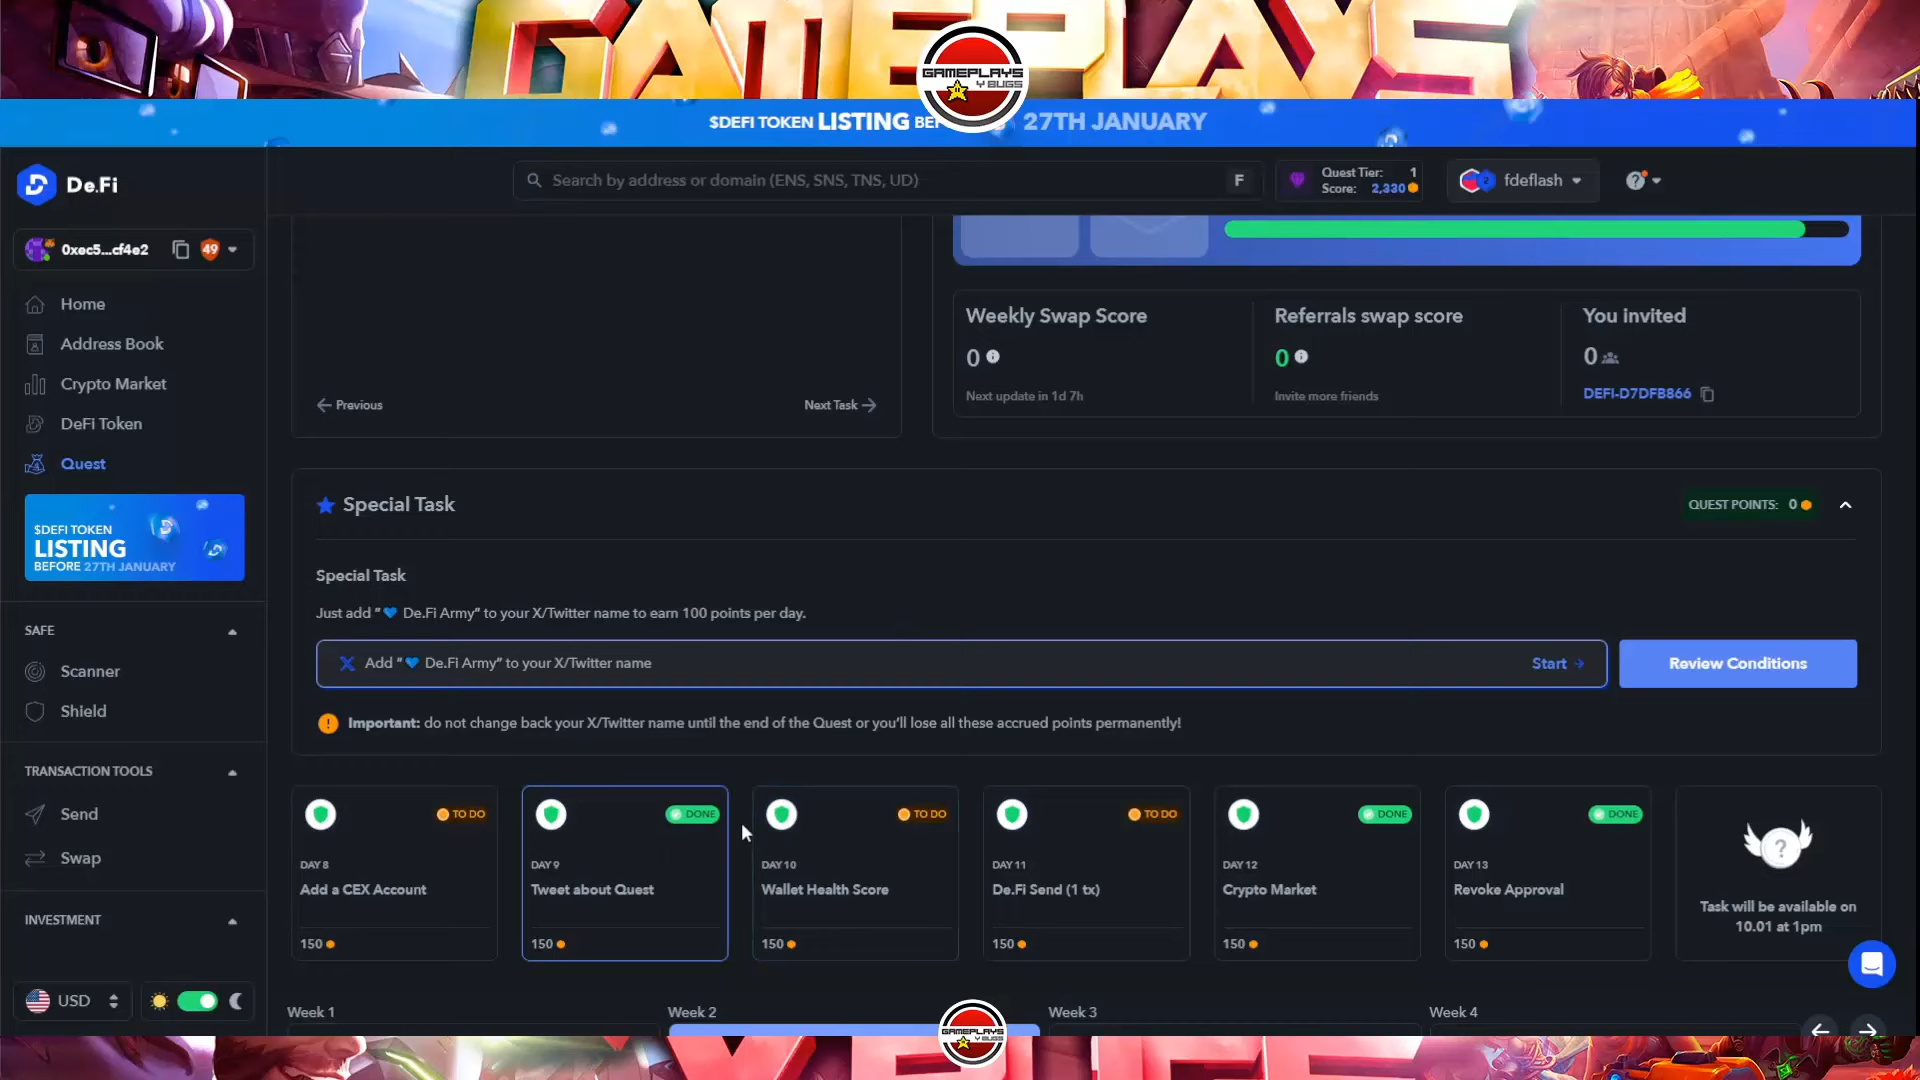 GAMEPLAYS
GAMEPLAYS
Y BUGS
$DEFI TOKEN LISTING BEF 27TH JANUARY
De.Fi
Search by address or domain (ENS, SNS, TNS, UD)
F
Quest Tier: 1
Score: 2,330
fdeflash
?
0xec5...cf4e2
49
Home
Address Book
Crypto Market
DeFi Token
Quest
$DEFI TOKEN
LISTING
BEFORE 27TH JANUARY
SAFE
Scanner
Shield
TRANSACTION TOOLS
Send
Swap
INVESTMENT
USD
Previous
Next Task
Weekly Swap Score
0
Next update in 1d 7h
Referrals swap score
0
Invite more friends
You invited
0
DEFI-D7DFB866
Special Task
QUEST POINTS: 0
Special Task
Just add "💙 De.Fi Army" to your X/Twitter name to earn 100 points per day.
Add "💙 De.Fi Army" to your X/Twitter name
Start
Review Conditions
Important: do not change back your X/Twitter name until the end of the Quest or you'll lose all these accrued points permanently!
TO DO
DAY 8
Add a CEX Account
150
DONE
DAY 9
Tweet about Quest
150
TO DO
DAY 10
Wallet Health Score
150
TO DO
DAY 11
De.Fi Send (1 tx)
150
DONE
DAY 12
Crypto Market
150
DONE
DAY 13
Revoke Approval
150
?
Task will be available on
10.01 at 1pm
Week 1
Week 2
Week 3
Week 4
GAMEPLAYS
Y BUGS